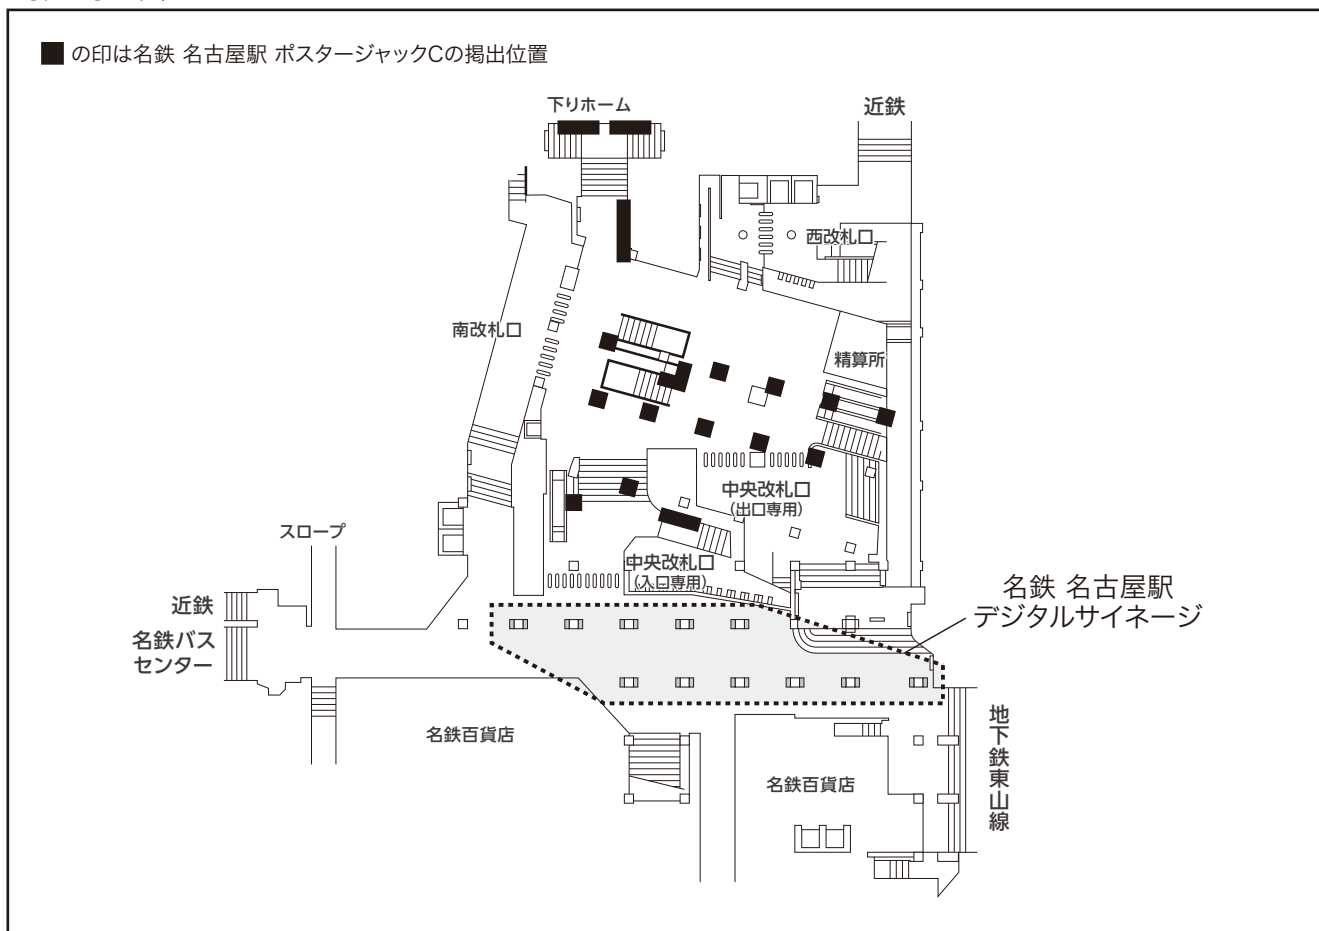 ■の印は名鉄 名古屋駅 ポスタージャックCの掲出位置
下りホーム
近鉄
西改札口
南改札口
精算所
中央改札口
(出口専用)
スロープ
中央改札口
(入口専用)
名鉄 名古屋駅
デジタルサイネージ
近鉄
名鉄バス
センター
名鉄百貨店
名鉄百貨店
地下鉄東山線